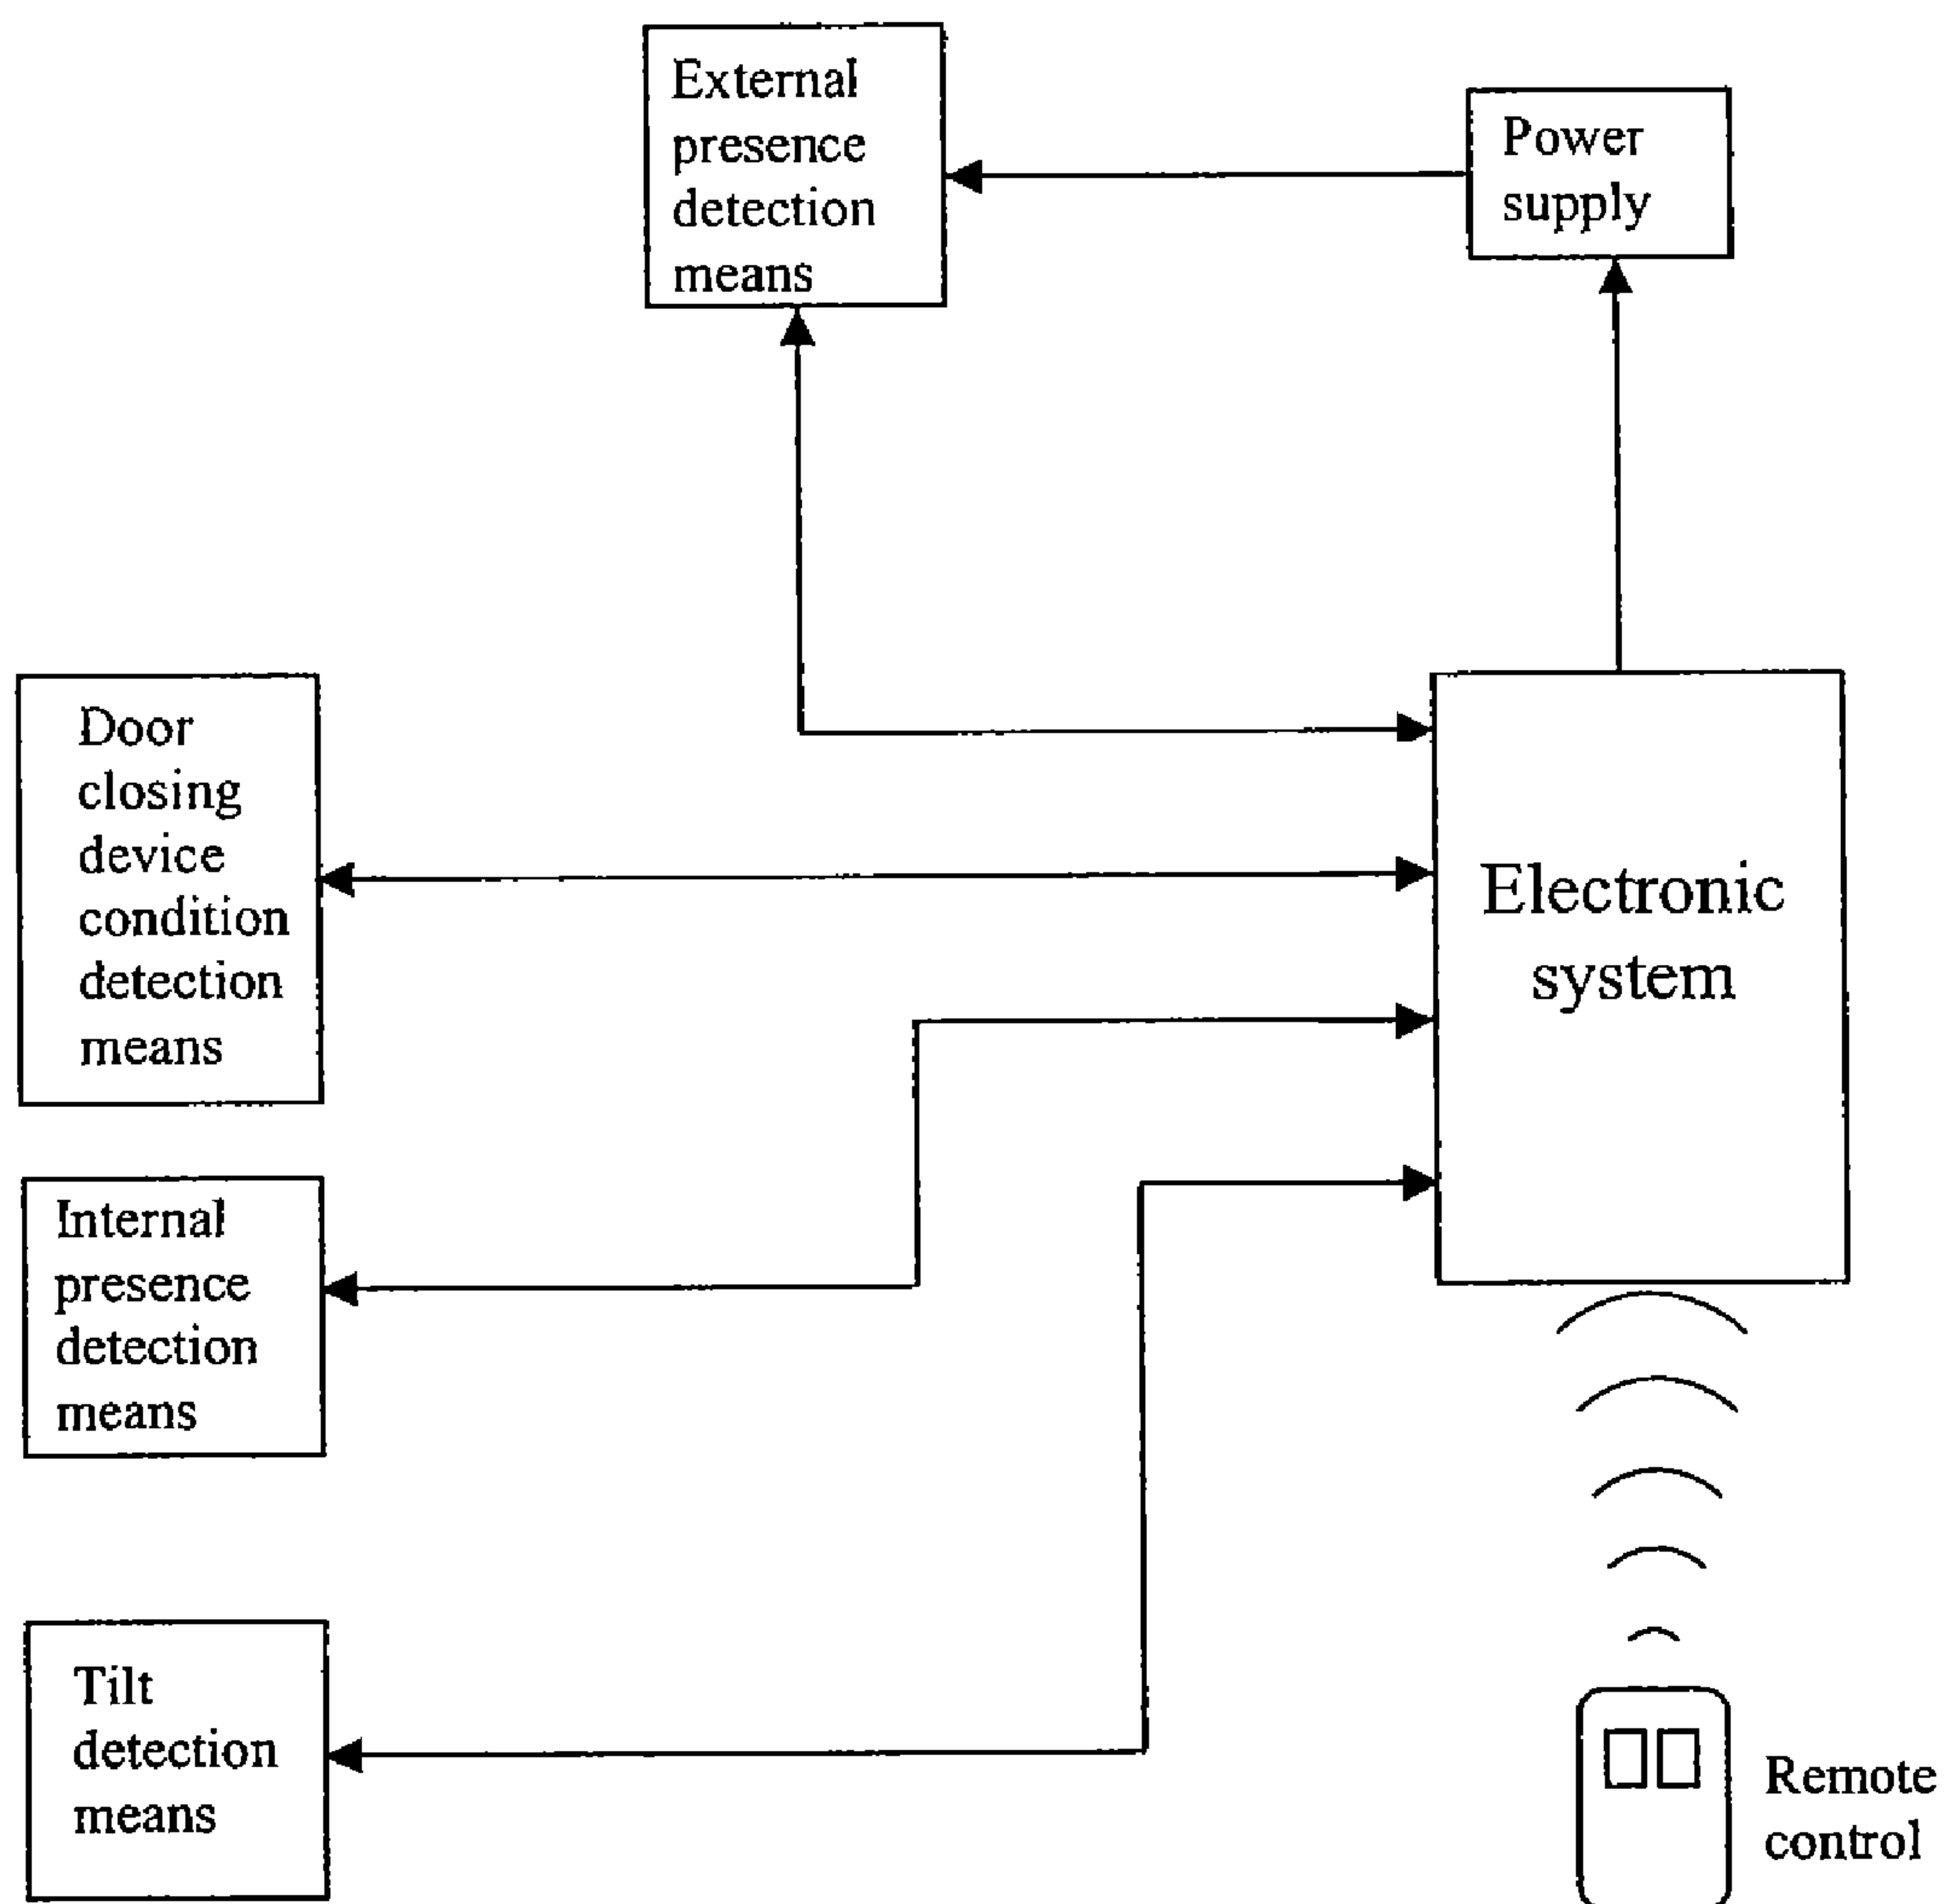 External
presence
detection
means
Power
supply
Door
closing
device
condition
detection
means
Electronic
system
Internal
presence
detection
means
Tilt
detection
means
Remote
control